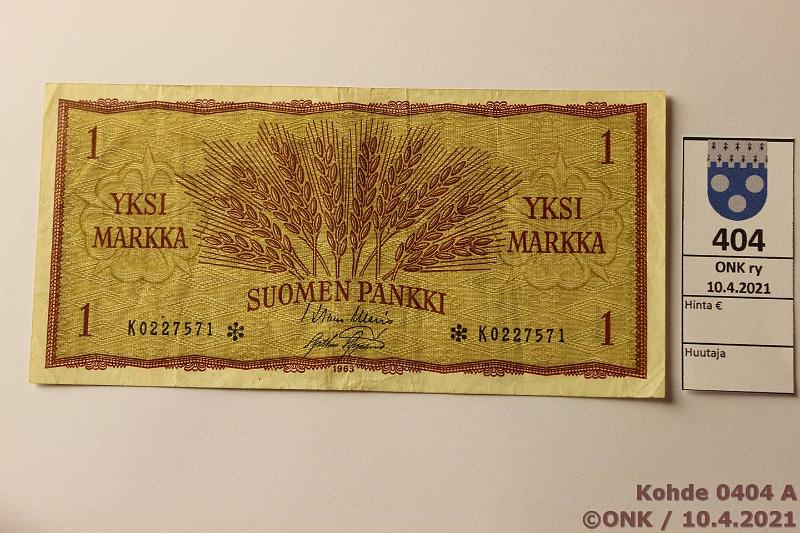 1 1
YKSI MARKKA
YKSI MARKKA
SUOMEN PANKKI
1 1
K0227571 ✻
✻ K0227571
1963
404
ONK ry
10.4.2021
Hinta €
Huutaja
Kohde 0404 A
©ONK / 10.4.2021